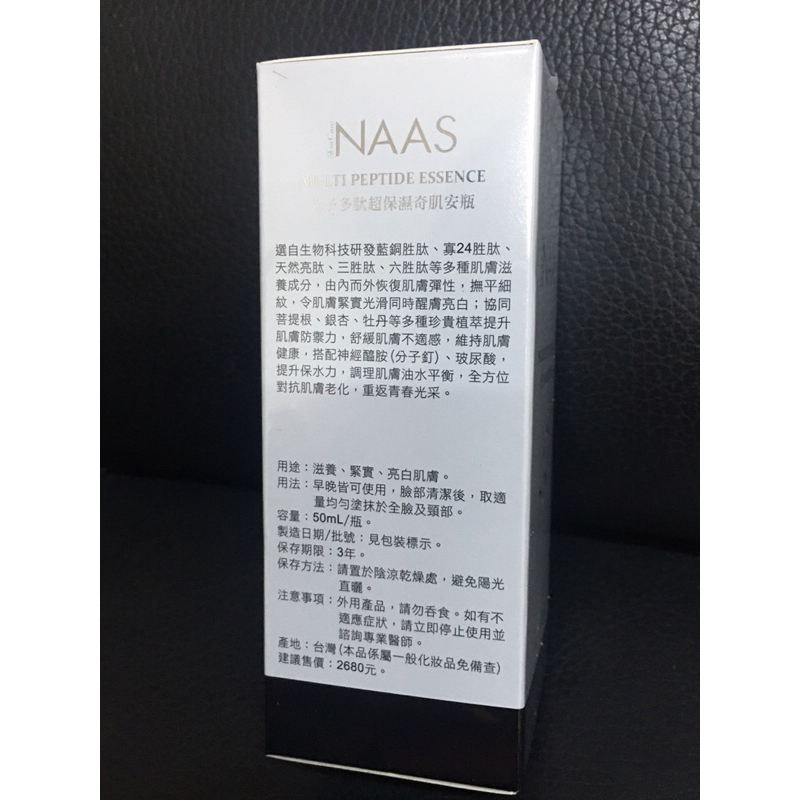 NAAS
PEPTIDE ESSENCE
多號超保濕奇肌安瓶
選自生物科技研發藍銅胜肽、寡24胜肽、
天然亮肽、三胜肽、六胜肽等多種肌膚滋
養成分，由內而外恢復肌膚彈性，撫平細
紋，令肌膚緊實光滑同時醒膚亮白；協同
菩提根、銀杏、牡丹等多種珍貴植萃提升
肌膚防禦力，舒緩肌膚不適感，維持肌膚
健康，搭配神經醯胺(分子釘)、玻尿酸，
提升保水力，調理肌膚油水平衡，全方位
對抗肌膚老化，重返青春光采。
用途：滋養、緊實、亮白肌膚。
用法：早晚皆可使用，臉部清潔後，取適
量均勻塗抹於全臉及頸部。
容量：50mL/瓶。
製造日期/批號：見包裝標示。
保存期限：3年。
保存方法：請置於陰涼乾燥處，避免陽光
直曬。
注意事項：外用產品，請勿吞食。如有不
適應症狀，請立即停止使用並
諮詢專業醫師。
產地：台灣(本品係屬一般化妝品免備查)
建議售價：2680元。